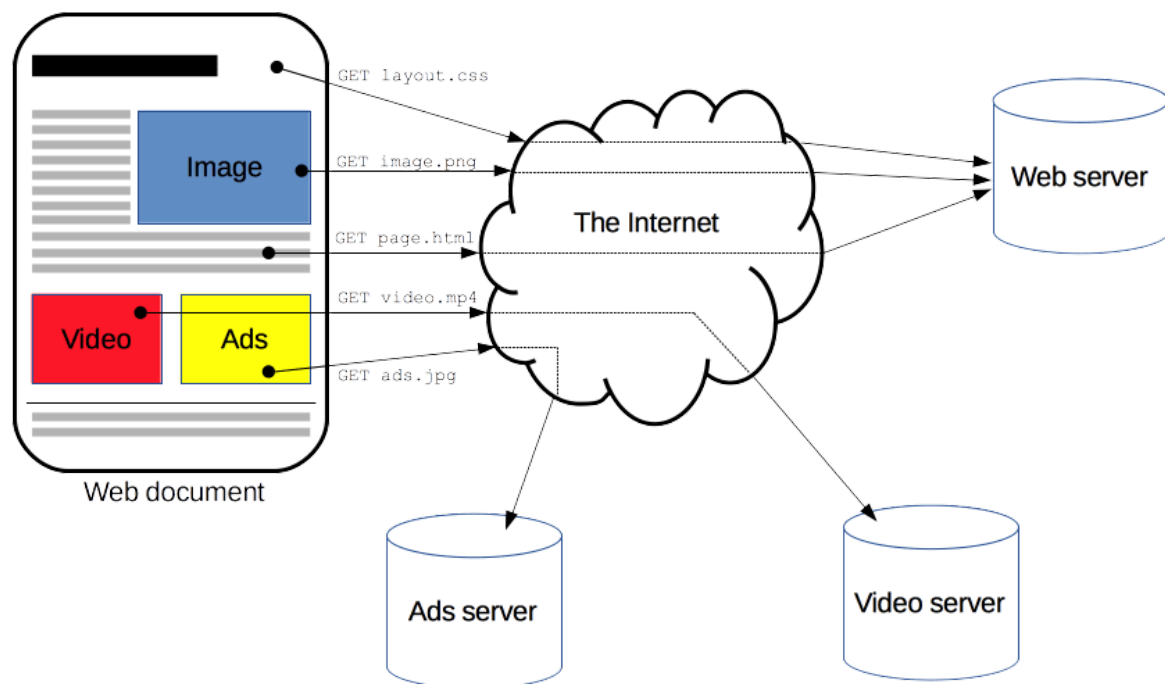 GET layout.css
Image
GET image.png
Web server
The Internet
GET page.html
GET video.mp4
Video
Ads
GET ads.jpg
Web document
Ads server
Video server